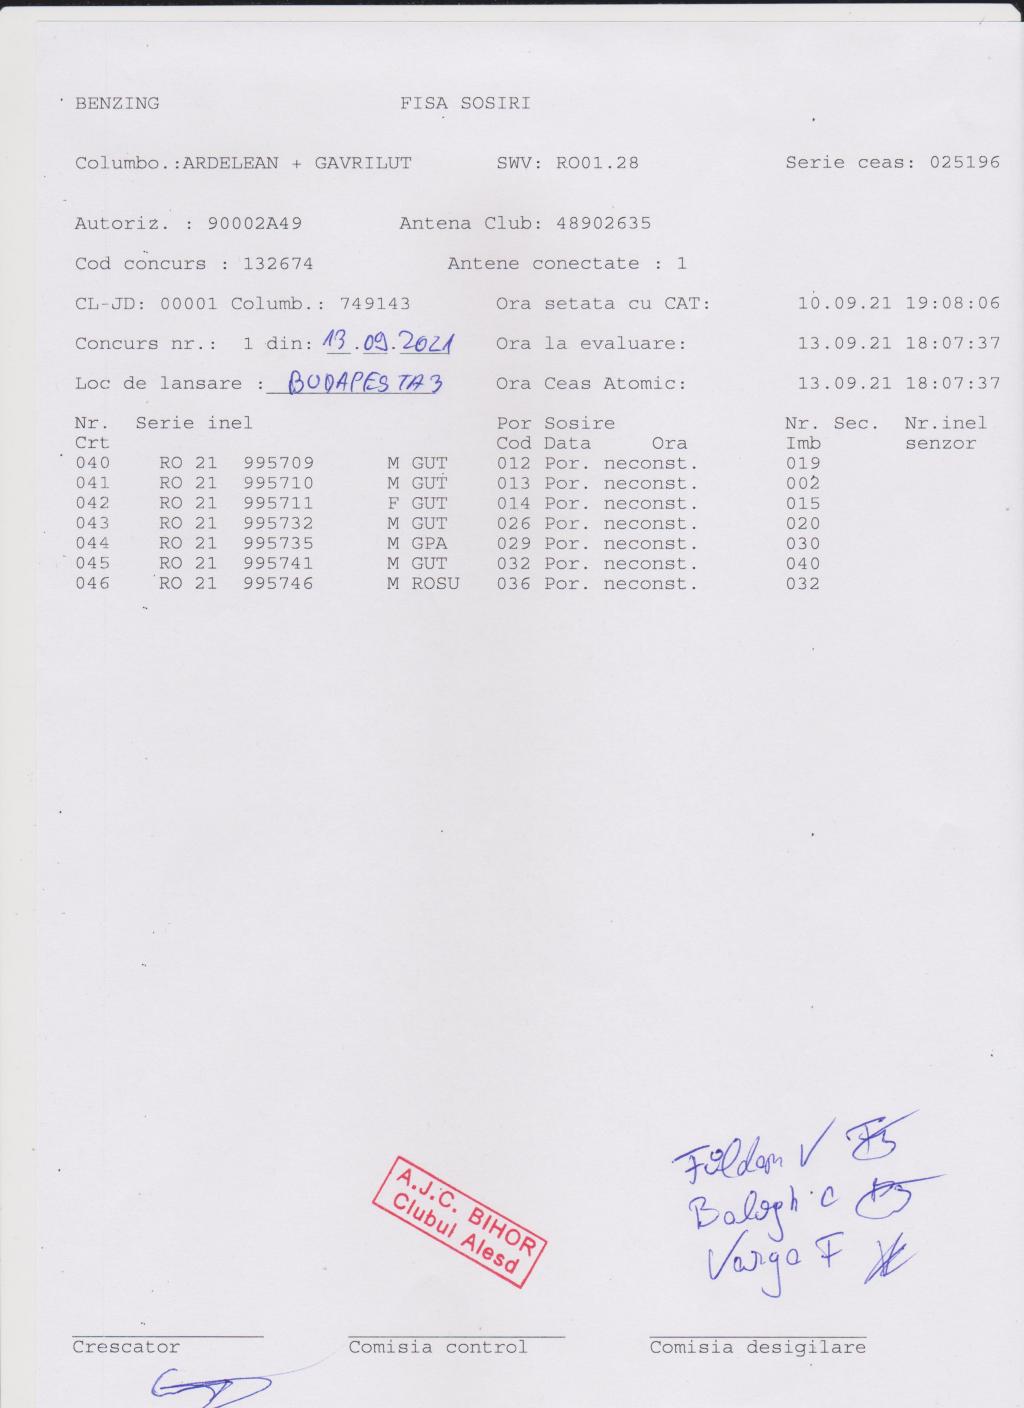 BENZING FISA SOSIRI
Columbo.:ARDELEAN + GAVRILUT SWV: RO01.28 Serie ceas: 025196
Autoriz. : 90002A49 Antena Club: 48902635
Cod concurs : 132674 Antene conectate : 1
CL-JD: 00001 Columb.: 749143 Ora setata cu CAT: 10.09.21 19:08:06
Concurs nr.: 1 din: 13.09.2021 Ora la evaluare: 13.09.21 18:07:37
Loc de lansare : BUDAPESTA3 Ora Ceas Atomic: 13.09.21 18:07:37
Nr. Serie inel Por Sosire Nr. Sec. Nr.inel
Crt Cod Data Ora Imb senzor
040 RO 21 995709 M GUT 012 Por. neconst. 019
041 RO 21 995710 M GUT 013 Por. neconst. 002
042 RO 21 995711 F GUT 014 Por. neconst. 015
043 RO 21 995732 M GUT 026 Por. neconst. 020
044 RO 21 995735 M GPA 029 Por. neconst. 030
045 RO 21 995741 M GUT 032 Por. neconst. 040
046 RO 21 995746 M ROSU 036 Por. neconst. 032
A.J.C. BIHOR
Clubul Alesd
V
Balogh C
Varga F
Crescator Comisia control Comisia desigilare